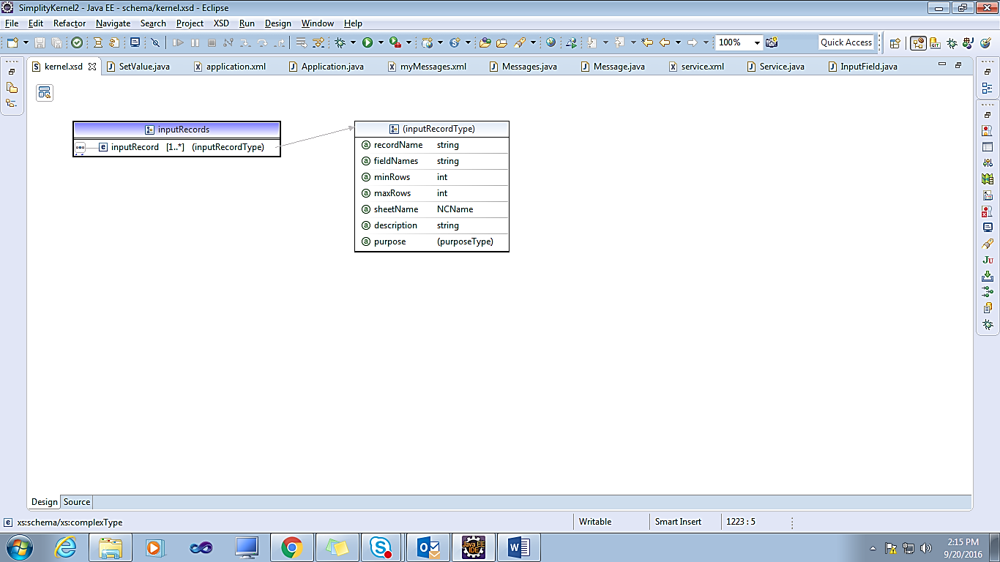 SimplityKernel2 - Java EE - schema/kernel.xsd - Eclipse
File Edit Refactor Navigate Search Project XSD Run Design Window Help
100% Quick Access
kernel.xsd SetValue.java application.xml Application.java myMessages.xml Messages.java Message.java service.xml Service.java InputField.java
inputRecords
inputRecord [1..*] (inputRecordType)
(inputRecordType)
recordName string
fieldNames string
minRows int
maxRows int
sheetName NCName
description string
purpose (purposeType)
Design Source
xs:schema/xs:complexType Writable Smart Insert 1223 : 5
2:15 PM
9/20/2016